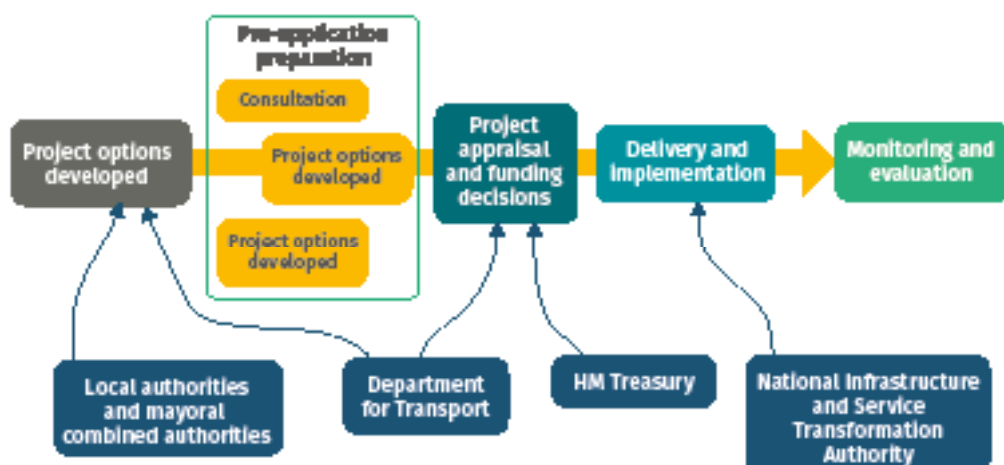 Pre-application
preparation
Consultation
Project options
developed
Project options
developed
Project options
developed
Project
appraisal
and funding
decisions
Delivery and
implementation
Monitoring and
evaluation
Local authorities
and mayoral
combined authorities
Department
for Transport
HM Treasury
National Infrastructure
and Service
Transformation
Authority